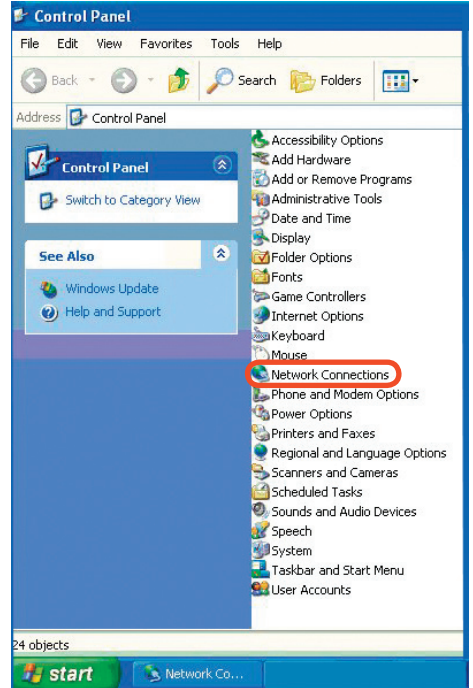 Control Panel
File Edit View Favorites Tools Help
Back Search Folders
Address Control Panel
Control Panel
Switch to Category View
See Also
Windows Update
Help and Support
Accessibility Options
Add Hardware
Add or Remove Programs
Administrative Tools
Date and Time
Display
Folder Options
Fonts
Game Controllers
Internet Options
Keyboard
Mouse
Network Connections
Phone and Modem Options
Power Options
Printers and Faxes
Regional and Language Options
Scanners and Cameras
Scheduled Tasks
Sounds and Audio Devices
Speech
System
Taskbar and Start Menu
User Accounts
24 objects
start Network Co...